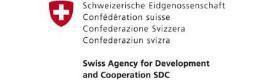 Schweizerische Eidgenossenschaft
Confédération suisse
Confederazione Svizzera
Confederaziun svizra
Swiss Agency for Development
and Cooperation SDC